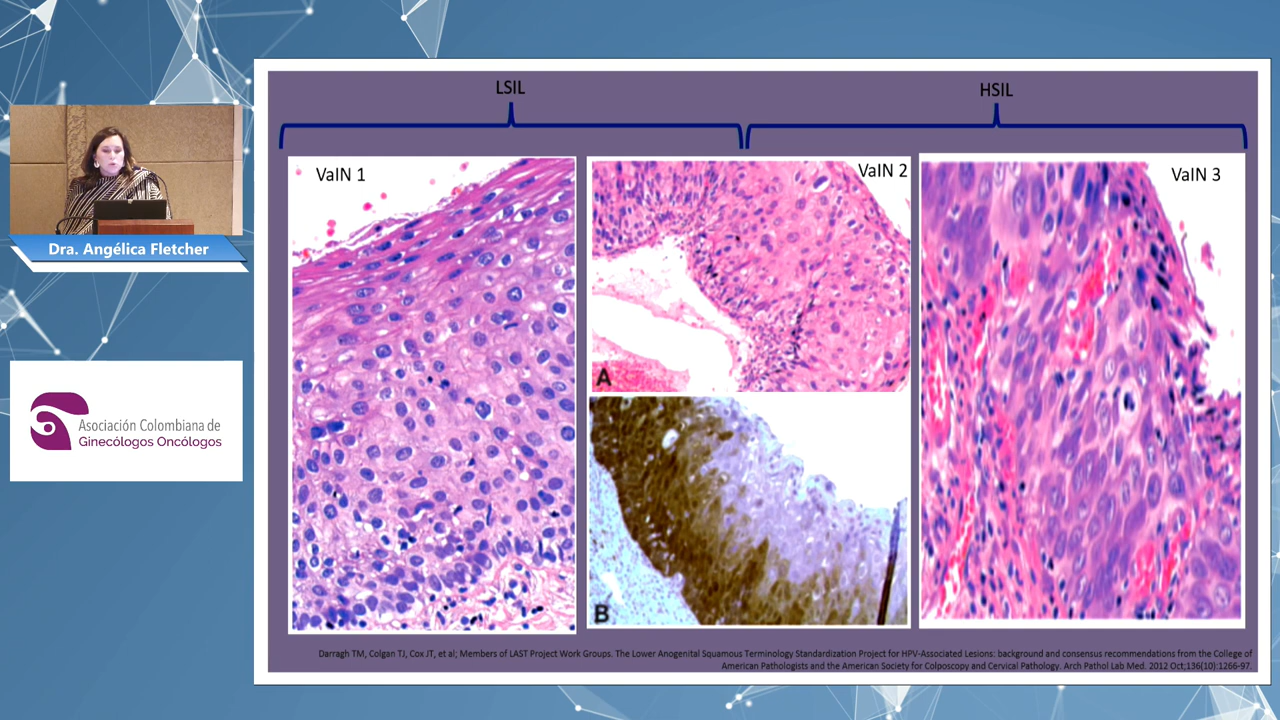 LSIL
HSIL
VaIN 1
VaIN 2
VaIN 3
A
B
Dra. Angélica Fletcher
Asociación Colombiana de
Ginecólogos Oncólogos
Darragh TM, Colgan TJ, Cox JT, et al; Members of LAST Project Work Groups. The Lower Anogenital Squamous Terminology Standardization Project for HPV-Associated Lesions: background and consensus recommendations from the College of
American Pathologists and the American Society for Colposcopy and Cervical Pathology. Arch Pathol Lab Med. 2012 Oct;136(10):1266-97.